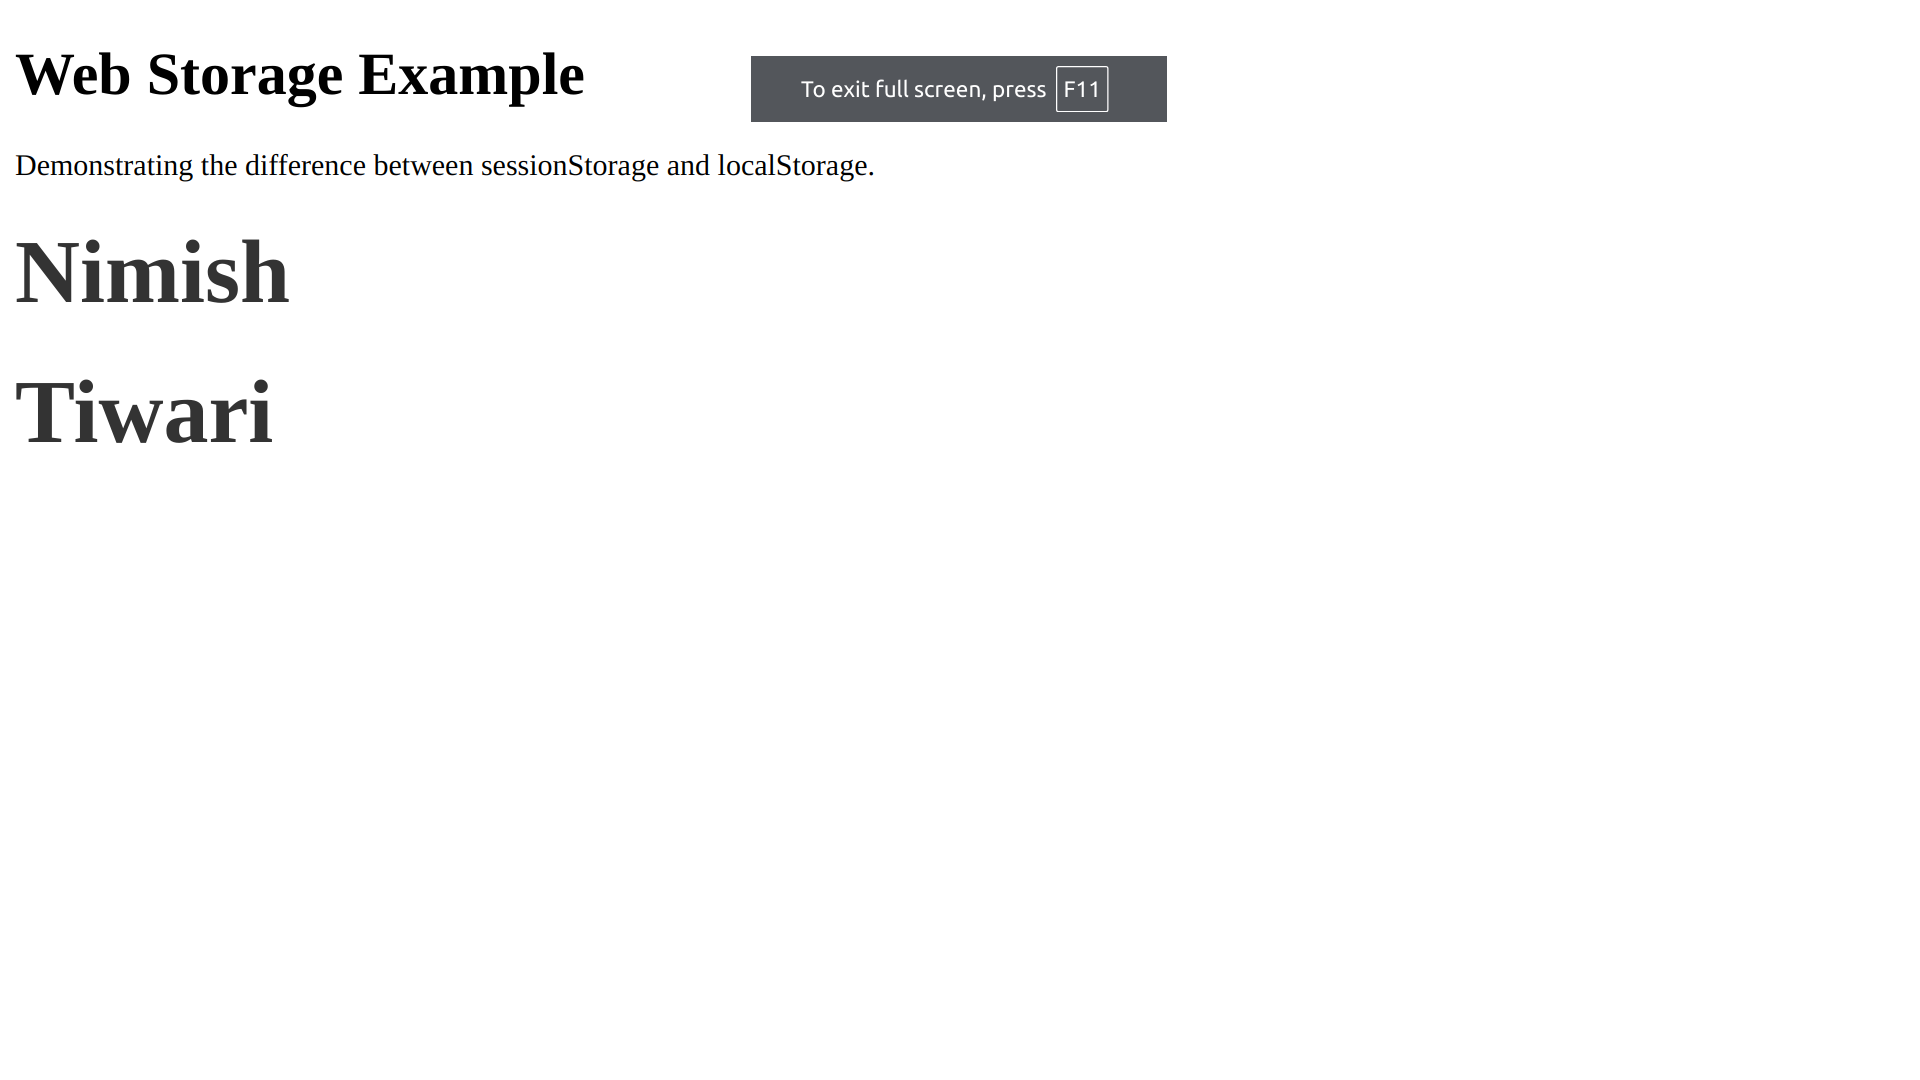 Web Storage Example
To exit full screen, press F11
Demonstrating the difference between sessionStorage and localStorage.
Nimish
Tiwari